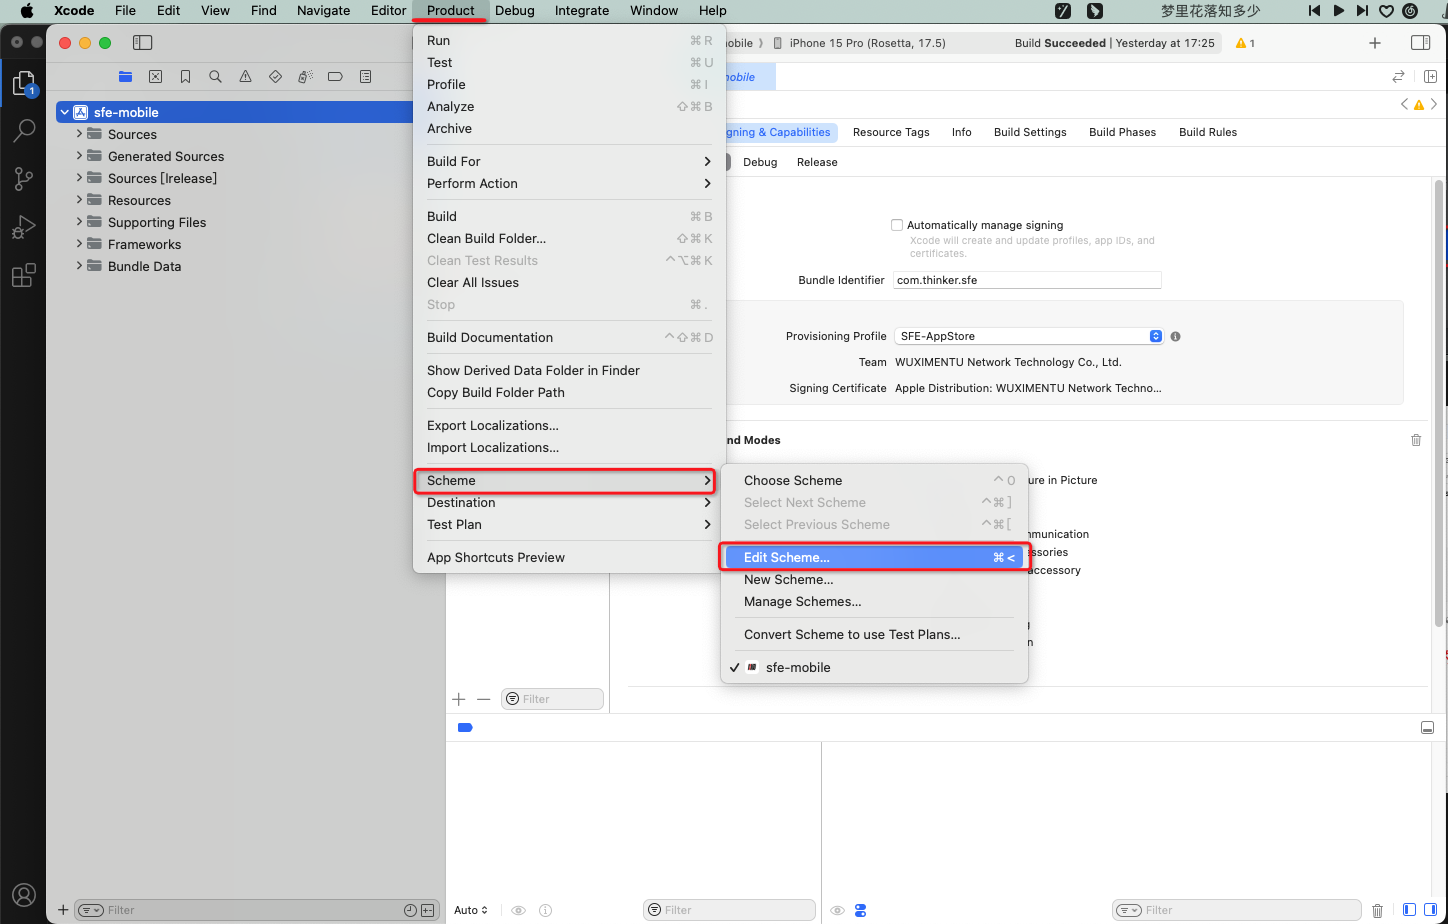 Xcode File Edit View Find Navigate Editor Product Debug Integrate Window Help 梦里花落知多少
Run ⌘R
Test ⌘U
Profile ⌘I
Analyze ⇧⌘B
Archive
Build For
Perform Action
Build ⌘B
Clean Build Folder... ⇧⌘K
Clean Test Results ^⌥⌘K
Clear All Issues
Stop ⌘.
Build Documentation ^⇧⌘D
Show Derived Data Folder in Finder
Copy Build Folder Path
Export Localizations...
Import Localizations...
Scheme
Destination
Test Plan
App Shortcuts Preview
Choose Scheme ^0
Select Next Scheme ^⌘]
Select Previous Scheme ^⌘[
Edit Scheme... ⌘<
New Scheme...
Manage Schemes...
Convert Scheme to use Test Plans...
✓ sfe-mobile
1
sfe-mobile
Sources
Generated Sources
Sources [lrelease]
Resources
Supporting Files
Frameworks
Bundle Data
obile 〉 iPhone 15 Pro (Rosetta, 17.5) Build Succeeded | Yesterday at 17:25 1
obile
gning & Capabilities Resource Tags Info Build Settings Build Phases Build Rules
Debug Release
Automatically manage signing
Xcode will create and update profiles, app IDs, and
certificates.
Bundle Identifier com.thinker.sfe
Provisioning Profile SFE-AppStore
Team WUXIMENTU Network Technology Co., Ltd.
Signing Certificate Apple Distribution: WUXIMENTU Network Techno...
nd Modes
ure in Picture
mmunication
essories
accessory
g
n
Filter
Filter
Auto
Filter
Filter